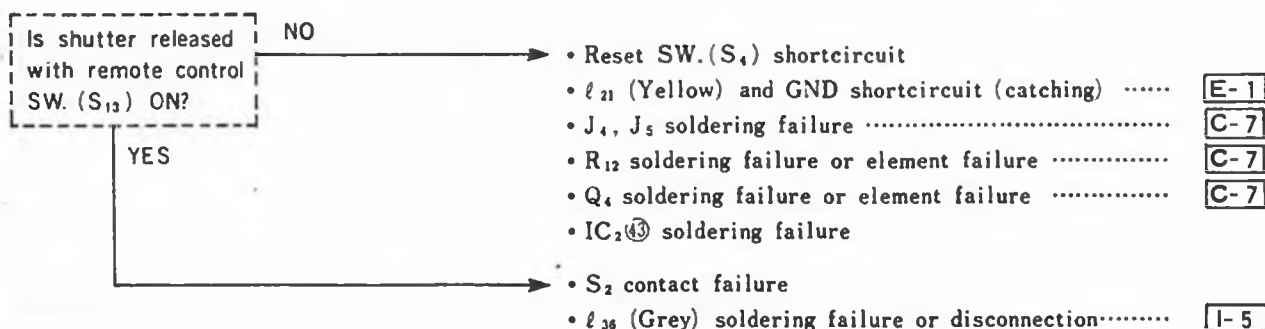 Is shutter released
with remote control
SW. (S₁₃) ON?
NO
YES
• Reset SW. (S₄) shortcircuit
• ℓ₂₁ (Yellow) and GND shortcircuit (catching) ······ E-1
• J₄, J₅ soldering failure ······································ C-7
• R₁₂ soldering failure or element failure ··············· C-7
• Q₄ soldering failure or element failure ·············· C-7
• IC₂㊸ soldering failure
• S₂ contact failure
• ℓ₃₆ (Grey) soldering failure or disconnection········· I-5